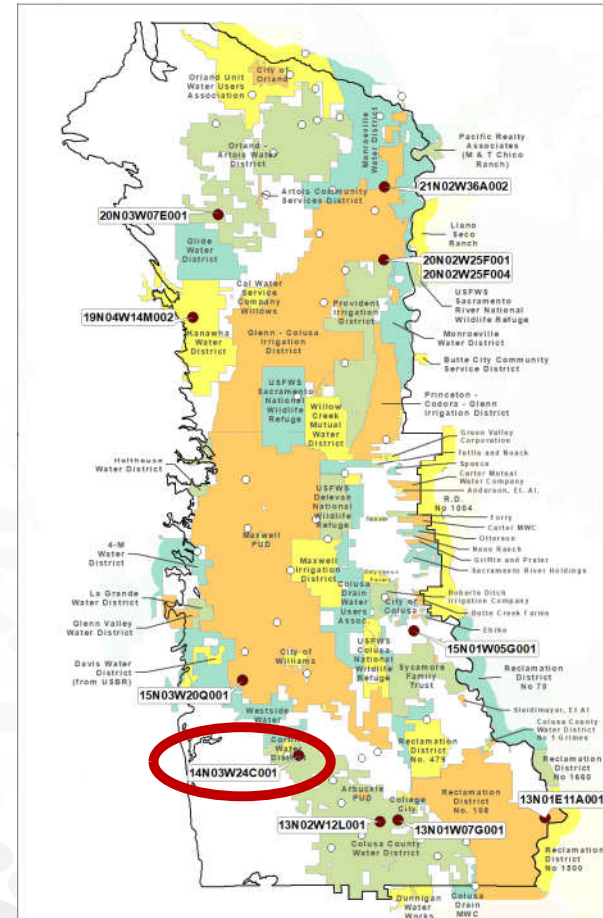 City of
Orland
Orland Unit
Water Users
Association
Monroeville
Water District
Pacific Realty
Associates
(M & T Chico
Ranch)
Orland -
Artois Water
District
21N02W36A002
Artois Community
Services District
20N03W07E001
Llano
Seco
Ranch
Glide
Water
District
20N02W25F001
20N02W25F004
Cal Water
Service
Company
Willows
USFWS
Sacramento
River National
Wildlife Refuge
19N04W14M002
Provident
Irrigation
District
Kanawha
Water
District
Glenn - Colusa
Irrigation
District
Monroeville
Water District
Butte City Community
Service District
USFWS
Sacramento
National
Wildlife
Refuge
Willow
Creek
Mutual
Water
District
Princeton -
Codora - Glenn
Irrigation District
Green Valley
Corporation
Tuttle and Noack
Holthouse
Water District
Spence
Carter Mutual
Water Company
Anderson, Et. Al.
USFWS
Delevan
National
Wildlife
Refuge
R.D.
No 1004
Forry
Carter MWC
Otterson
Maxwell
PUD
Nene Ranch
Griffin and Prater
Sacramento River Holdings
4-M
Water
District
Maxwell
Irrigation
District
Colusa
Drain
Water
Users
Assoc
Roberts Ditch
Irrigation Company
City of
Colusa
Butte Creek Farms
La Grande
Water District
Glenn Valley
Water District
Ehrke
15N01W05G001
Davis Water
District
(from USBR)
City of
Williams
USFWS
Colusa
National
Wildlife
Refuge
Reclamation
District
No 70
Sycamore
Family
Trust
15N03W20Q001
Steidlmayer, Et Al
Westside
Water
Colusa County
Water District
No 1 Grimes
Cortina
Water
District
Reclamation
District
No. 479
Reclamation
District
No 1660
14N03W24C001
Arbuckle
PUD
Reclamation
District
No. 108
13N01E11A001
College
City
13N02W12L001
13N01W07G001
Colusa County
Water District
Reclamation
District
No 1500
Dunnigan
Water
Works
Colusa
Drain
MWC